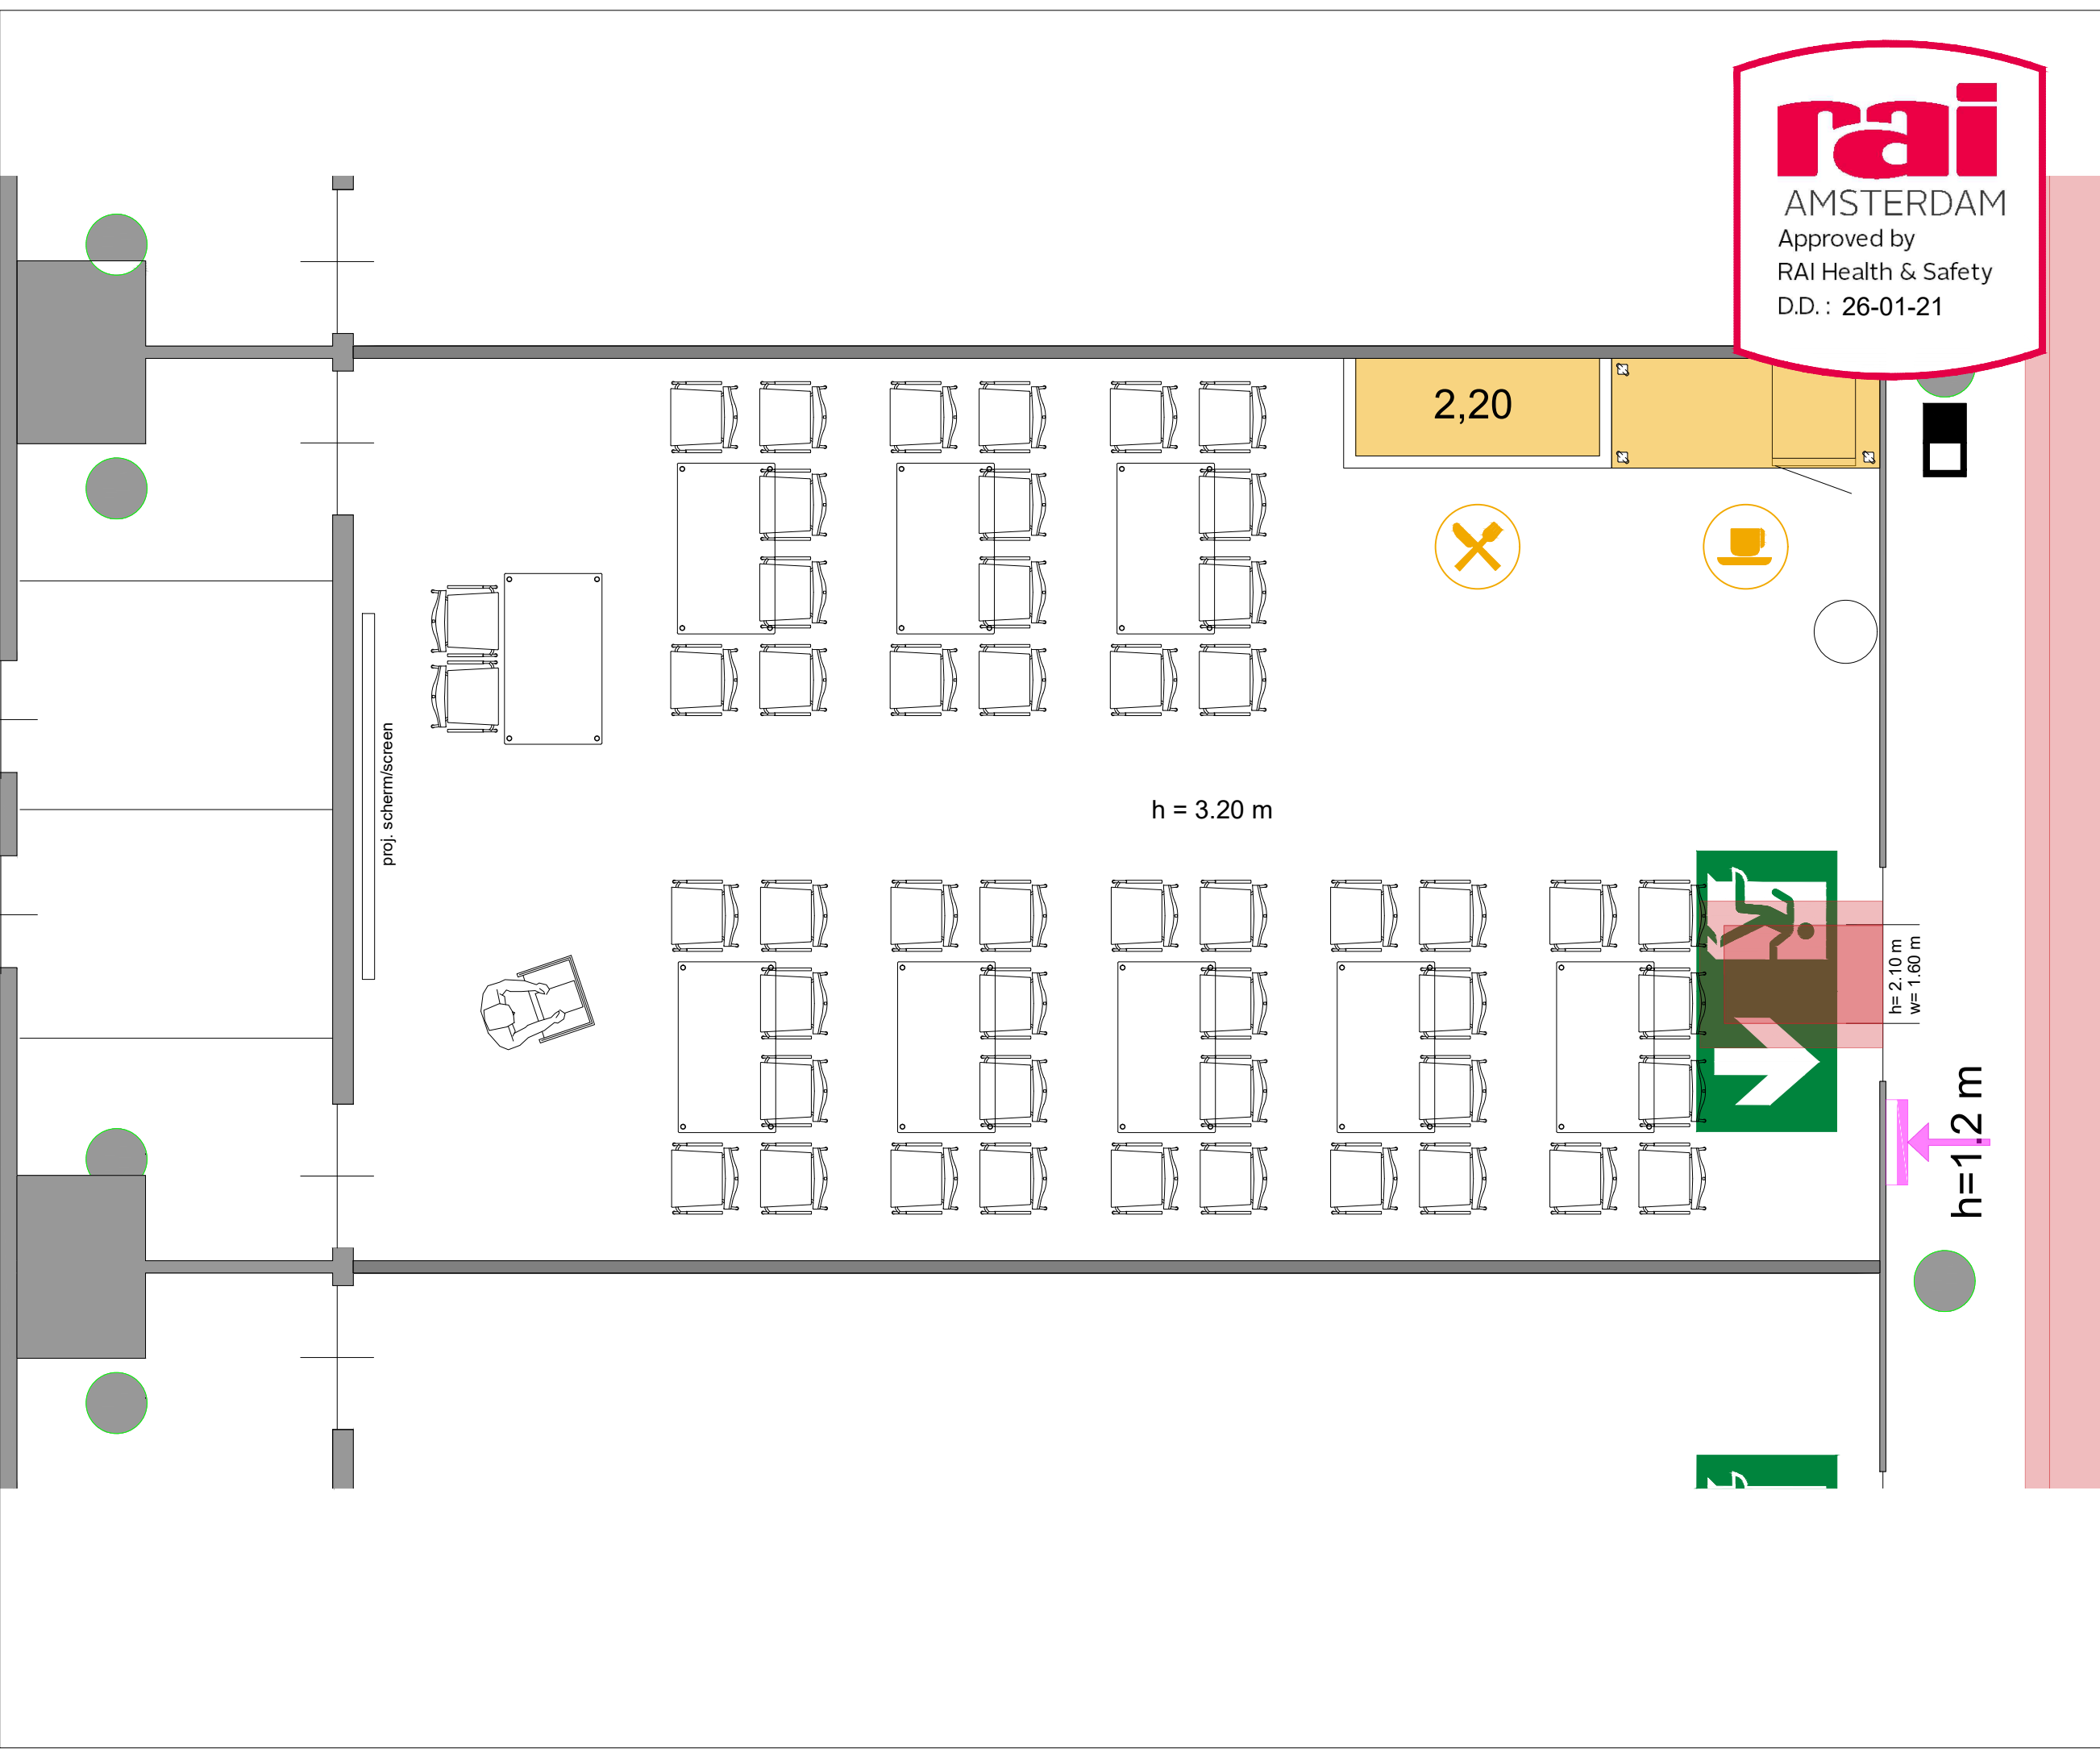 rai
AMSTERDAM
Approved by
RAI Health & Safety
D.D. : 26-01-21
2,20
proj. scherm/screen
h = 3.20 m
h= 2.10 m
w= 1.60 m
h=1.2 m